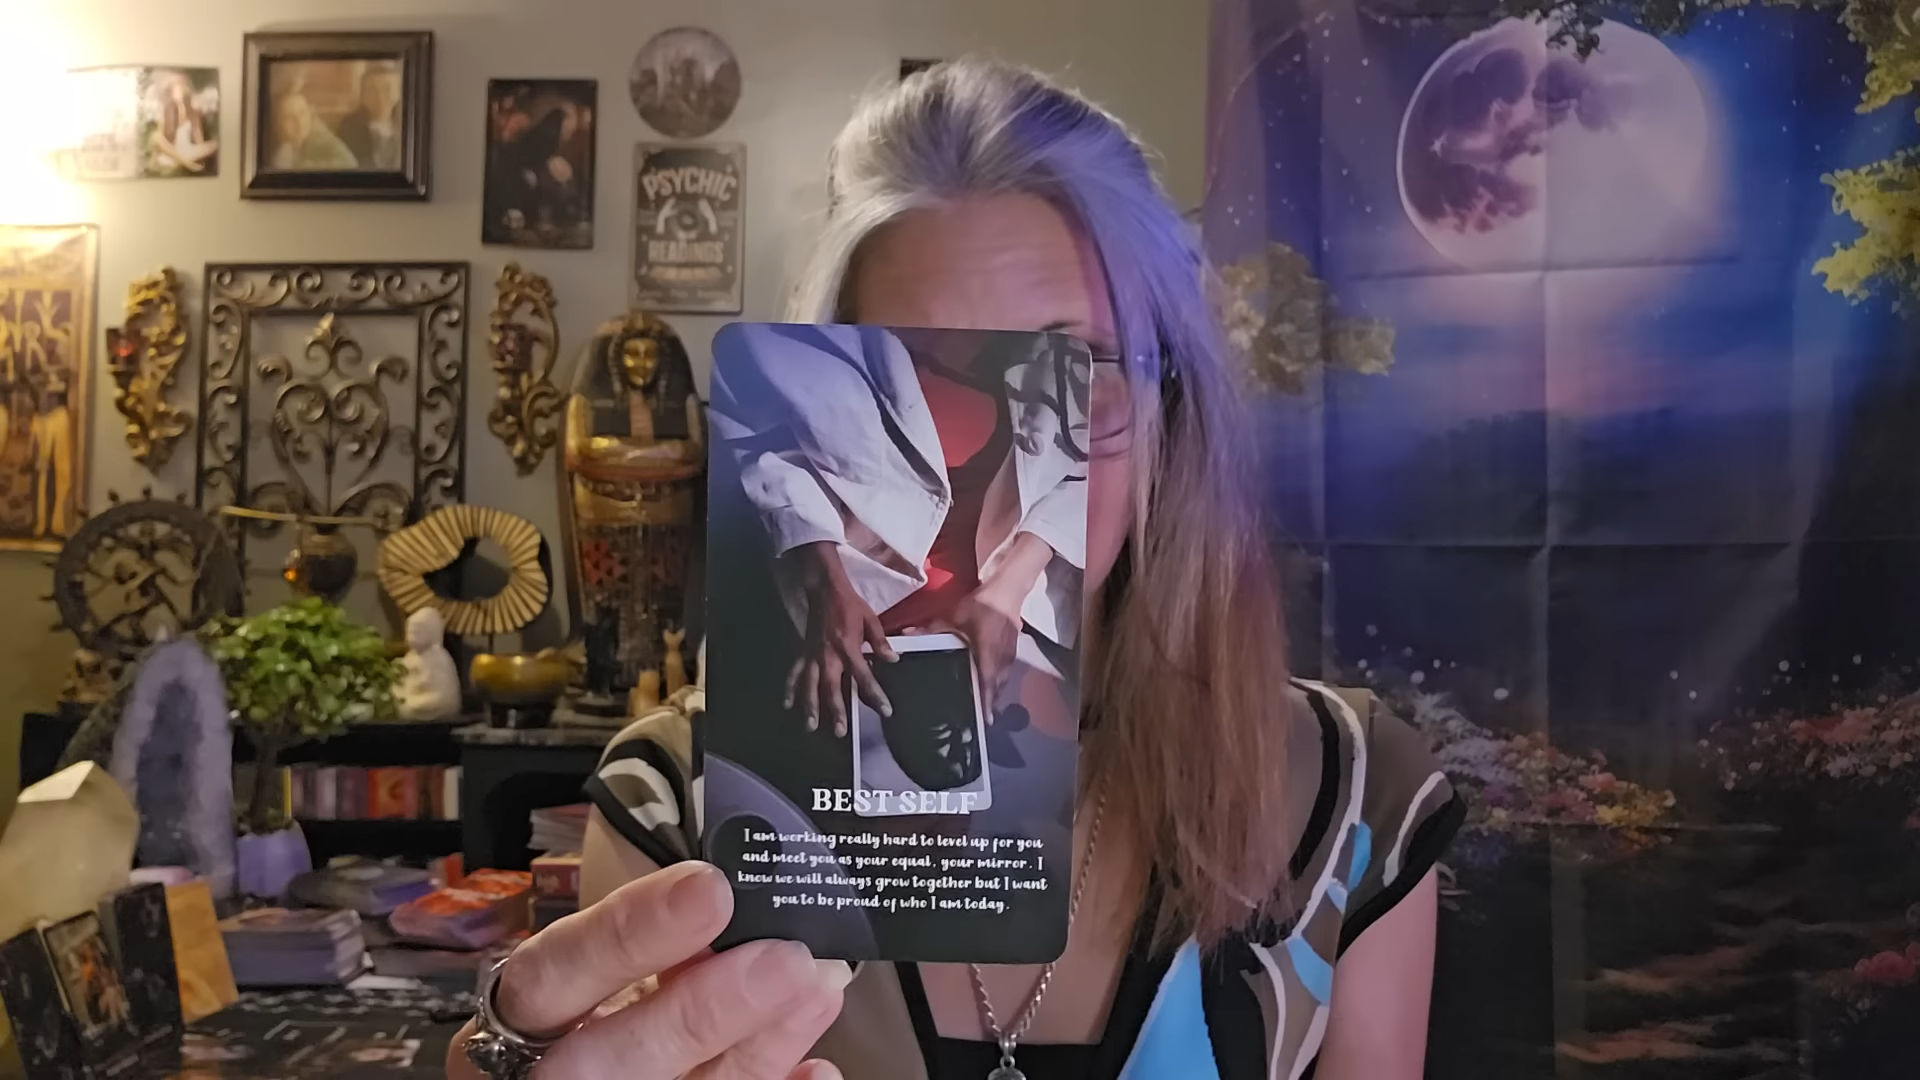 PSYCHIC
READINGS
BEST SELF
I am working really hard to level up for you
and meet you as your equal, your mirror. I
know we will always grow together but I want
you to be proud of who I am today.